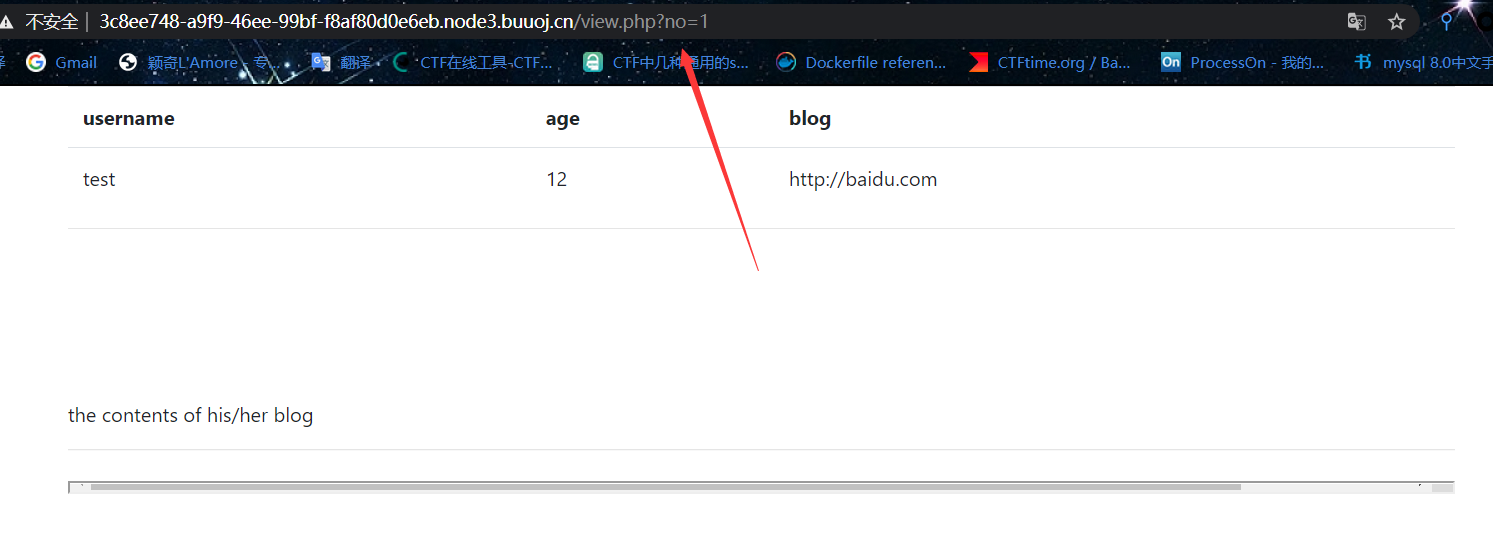 不安全 | 3c8ee748-a9f9-46ee-99bf-f8af80d0e6eb.node3.buuoj.cn/view.php?no=1
译 Gmail 颖奇L'Amore - 专... 翻译 CTF在线工具-CTF... CTF中几种通用的s... Dockerfile referen... CTFtime.org / Ba... On ProcessOn - 我的... mysql 8.0中文手
username age blog
test 12 http://baidu.com
the contents of his/her blog